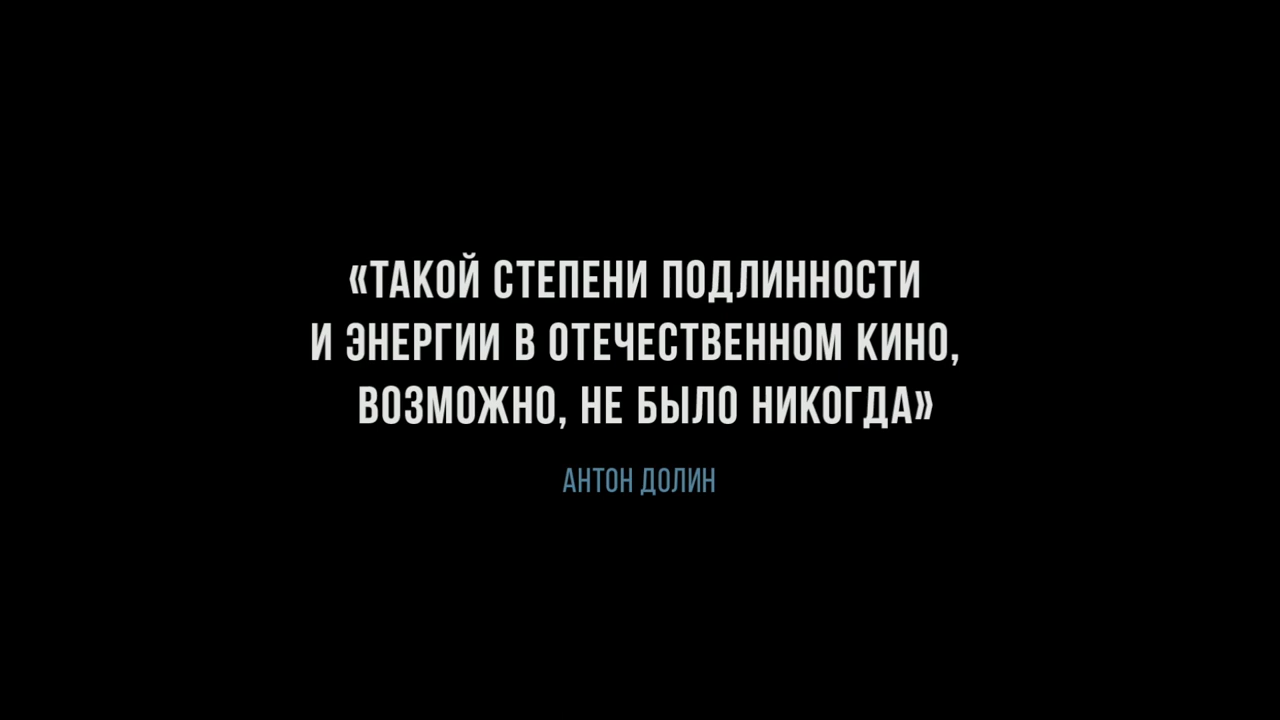 «ТАКОЙ СТЕПЕНИ ПОДЛИННОСТИ
И ЭНЕРГИИ В ОТЕЧЕСТВЕННОМ КИНО,
ВОЗМОЖНО, НЕ БЫЛО НИКОГДА»
АНТОН ДОЛИН